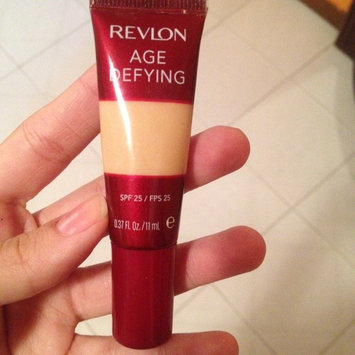 REVLON
AGE
DEFYING
SPF 25 / FPS 25
0.37 Fl. Oz. / 11 mL e